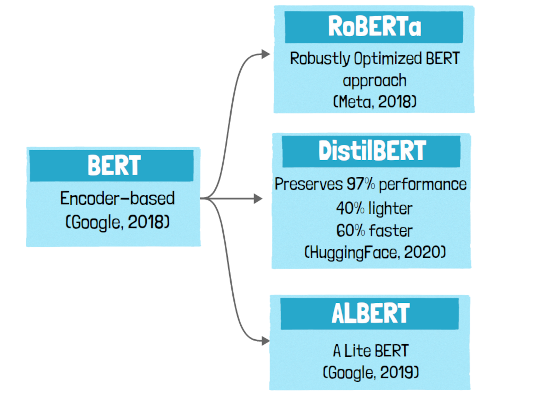 BERT
Encoder-based
(Google, 2018)
RoBERTa
Robustly Optimized BERT
approach
(Meta, 2018)
DistilBERT
Preserves 97% performance
40% lighter
60% faster
(HuggingFace, 2020)
ALBERT
A Lite BERT
(Google, 2019)